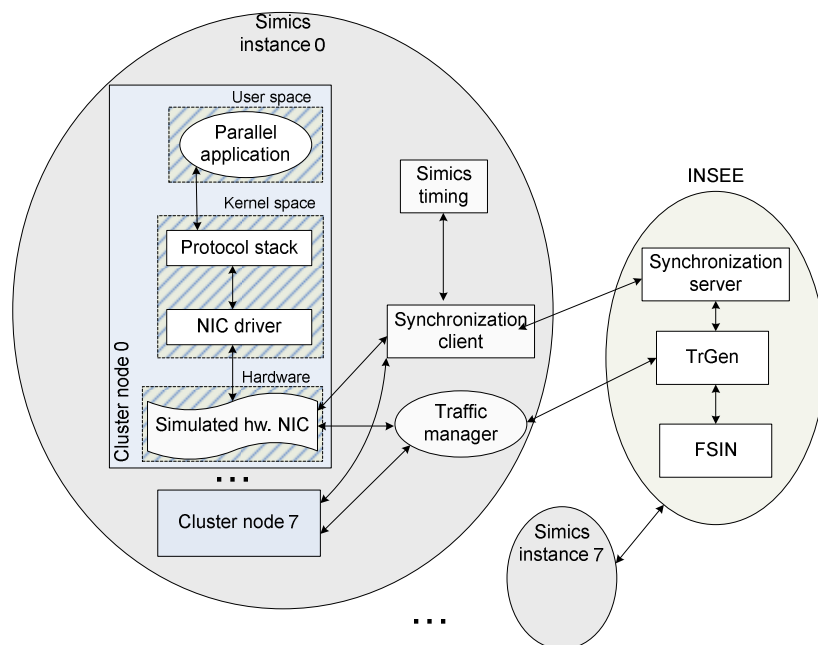 Simics
instance 0
User space
Parallel
application
Kernel space
Protocol stack
NIC driver
Hardware
Simulated hw. NIC
Cluster node 0
...
Cluster node 7
Simics
timing
Synchronization
client
Traffic
manager
INSEE
Synchronization
server
TrGen
FSIN
Simics
instance 7
...